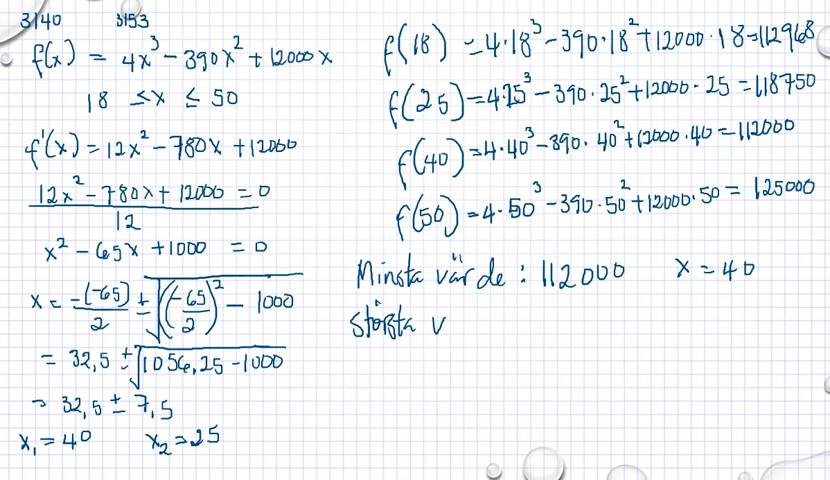 3140 3153
f(x) = 4x³ - 390x² + 12000x
18 ≤ x ≤ 50
f'(x) = 12x² - 780x + 12000
12x² - 780x + 12000 = 0
12
x² - 65x + 1000 = 0
x = -(-65)/2 ± √((-65/2)² - 1000)
= 32,5 ± √(1056,25 - 1000)
= 32,5 ± 7,5
x₁ = 40 x₂ = 25
f(18) = 4·18³ - 390·18² + 12000·18 = 112968
f(25) = 4·25³ - 390·25² + 12000·25 = 118750
f(40) = 4·40³ - 390·40² + 12000·40 = 112000
f(50) = 4·50³ - 390·50² + 12000·50 = 125000
Minsta värde : 112000 x = 40
största v